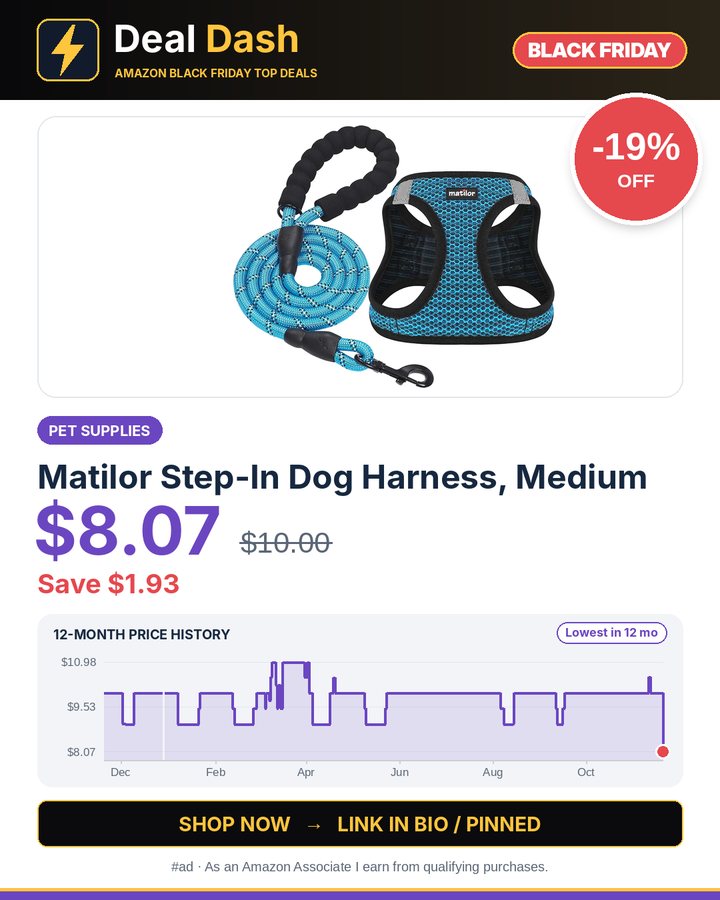 Deal Dash
AMAZON BLACK FRIDAY TOP DEALS
BLACK FRIDAY
-19%
OFF
matilor
PET SUPPLIES
Matilor Step-In Dog Harness, Medium
$8.07 $10.00
Save $1.93
12-MONTH PRICE HISTORY
Lowest in 12 mo
$10.98
$9.53
$8.07
Dec Feb Apr Jun Aug Oct
SHOP NOW → LINK IN BIO / PINNED
#ad · As an Amazon Associate I earn from qualifying purchases.